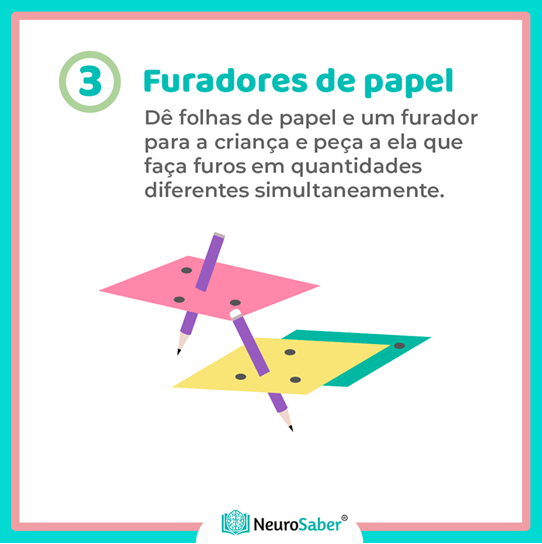 3 Furadores de papel
Dê folhas de papel e um furador
para a criança e peça a ela que
faça furos em quantidades
diferentes simultaneamente.
NeuroSaber®